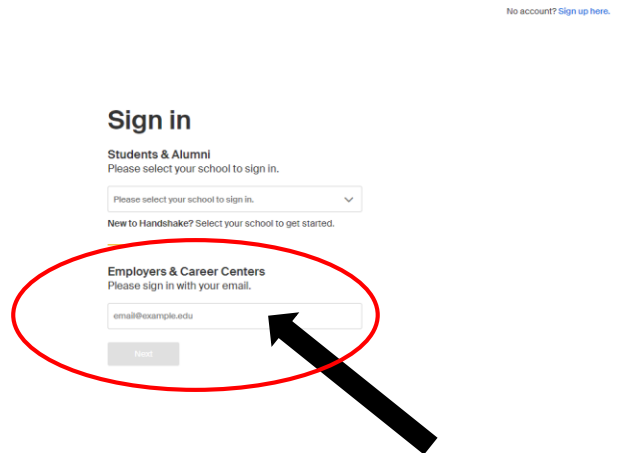 No account? Sign up here.
Sign in
Students & Alumni
Please select your school to sign in.
Please select your school to sign in.
New to Handshake? Select your school to get started.
Employers & Career Centers
Please sign in with your email.
email@example.edu
Next